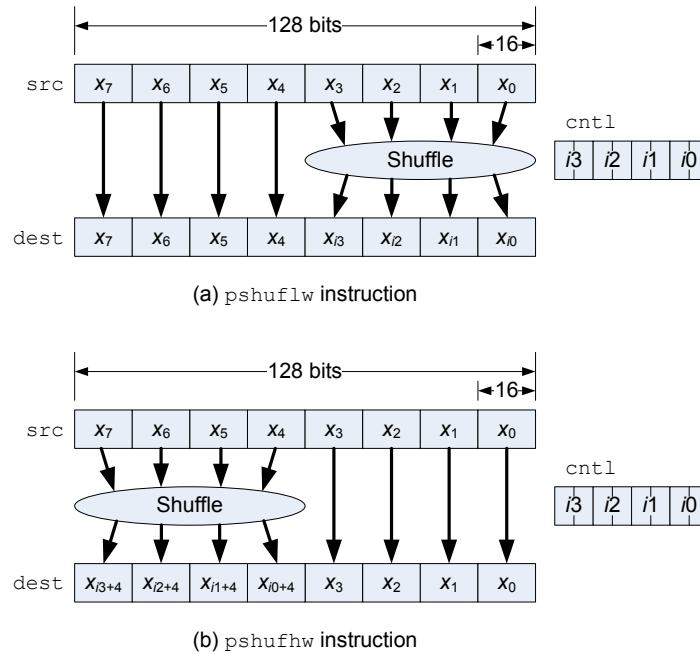 128 bits
16
src x7 x6 x5 x4 x3 x2 x1 x0
cntl
Shuffle i3 i2 i1 i0
dest x7 x6 x5 x4 xi3 xi2 xi1 xi0
(a) pshuflw instruction
128 bits
16
src x7 x6 x5 x4 x3 x2 x1 x0
cntl
Shuffle i3 i2 i1 i0
dest xi3+4 xi2+4 xi1+4 xi0+4 x3 x2 x1 x0
(b) pshufhw instruction